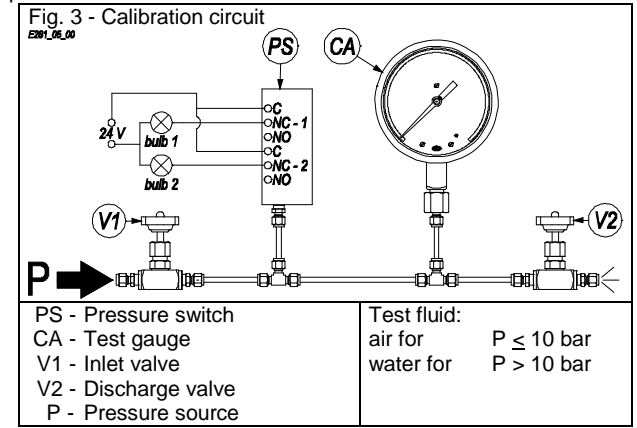 Fig. 3 - Calibration circuit
E281_05_00
PS
CA
C
NC - 1
NO
C
NC - 2
NO
24 V
bulb 1
bulb 2
V1
V2
P
PS - Pressure switch
CA - Test gauge
V1 - Inlet valve
V2 - Discharge valve
P - Pressure source
Test fluid:
air for P ≤ 10 bar
water for P > 10 bar